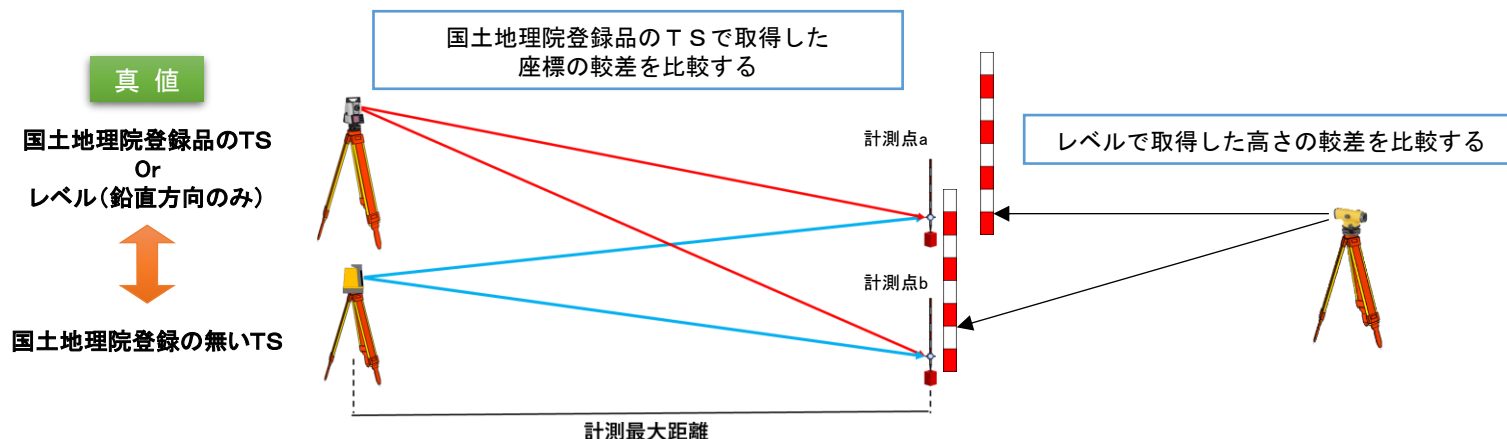 国土地理院登録品のＴＳで取得した
座標の較差を比較する
真 値
国土地理院登録品のTS
Or
レベル（鉛直方向のみ）
計測点a
レベルで取得した高さの較差を比較する
計測点b
国土地理院登録の無いTS
計測最大距離